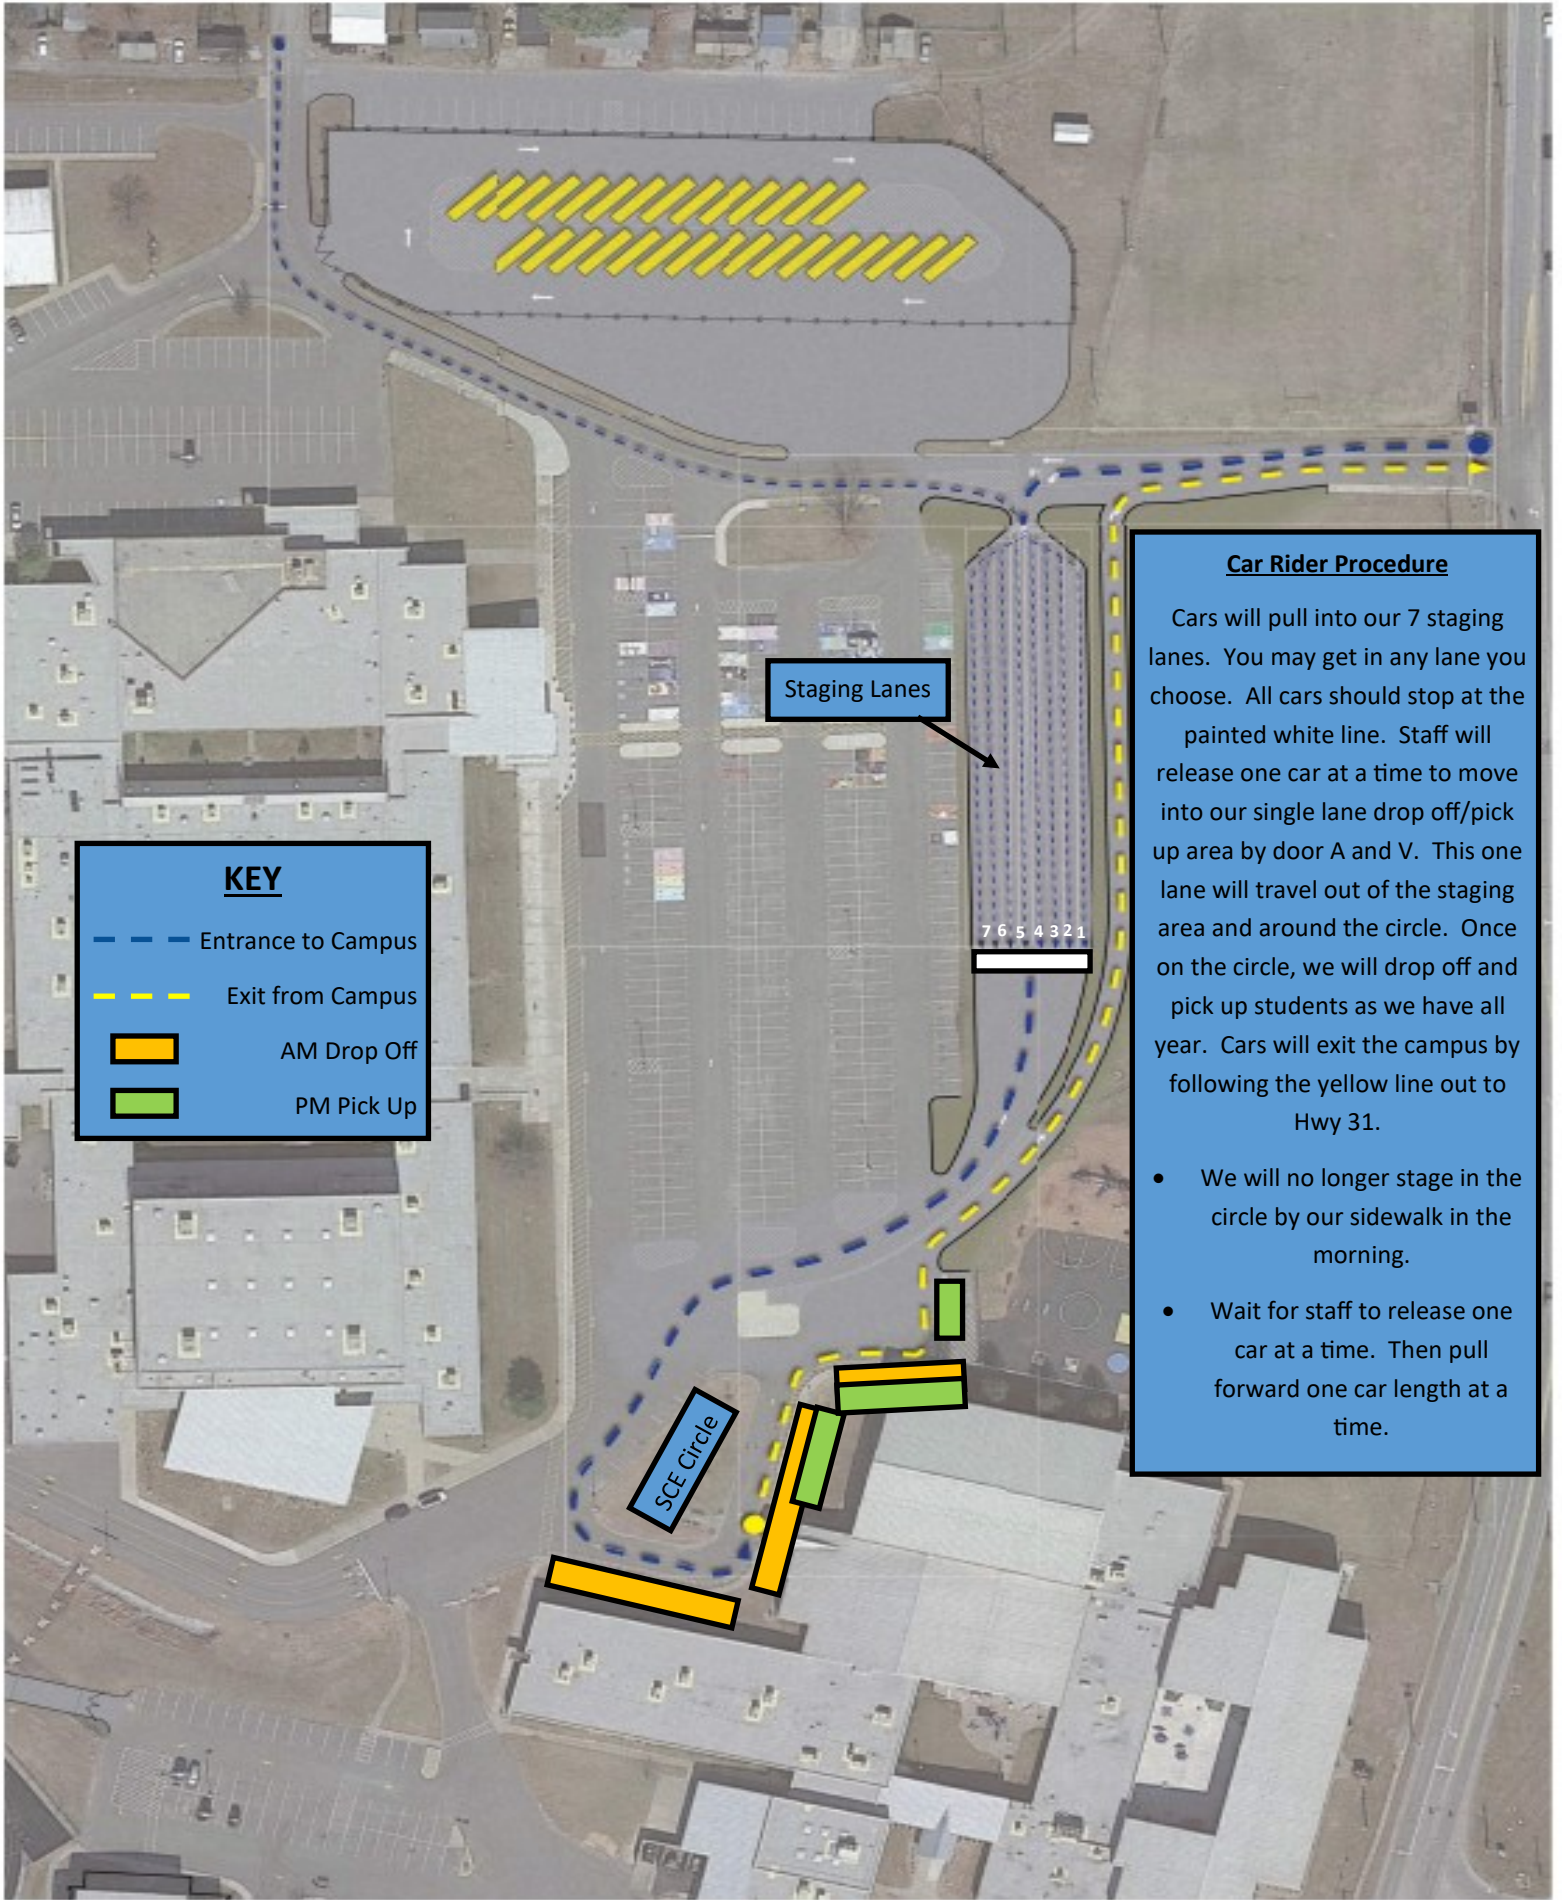 Staging Lanes
7 6 5 4 3 2 1
KEY
Entrance to Campus
Exit from Campus
AM Drop Off
PM Pick Up
SCE Circle
Car Rider Procedure
Cars will pull into our 7 staging
lanes. You may get in any lane you
choose. All cars should stop at the
painted white line. Staff will
release one car at a time to move
into our single lane drop off/pick
up area by door A and V. This one
lane will travel out of the staging
area and around the circle. Once
on the circle, we will drop off and
pick up students as we have all
year. Cars will exit the campus by
following the yellow line out to
Hwy 31.
• We will no longer stage in the
circle by our sidewalk in the
morning.
• Wait for staff to release one
car at a time. Then pull
forward one car length at a
time.